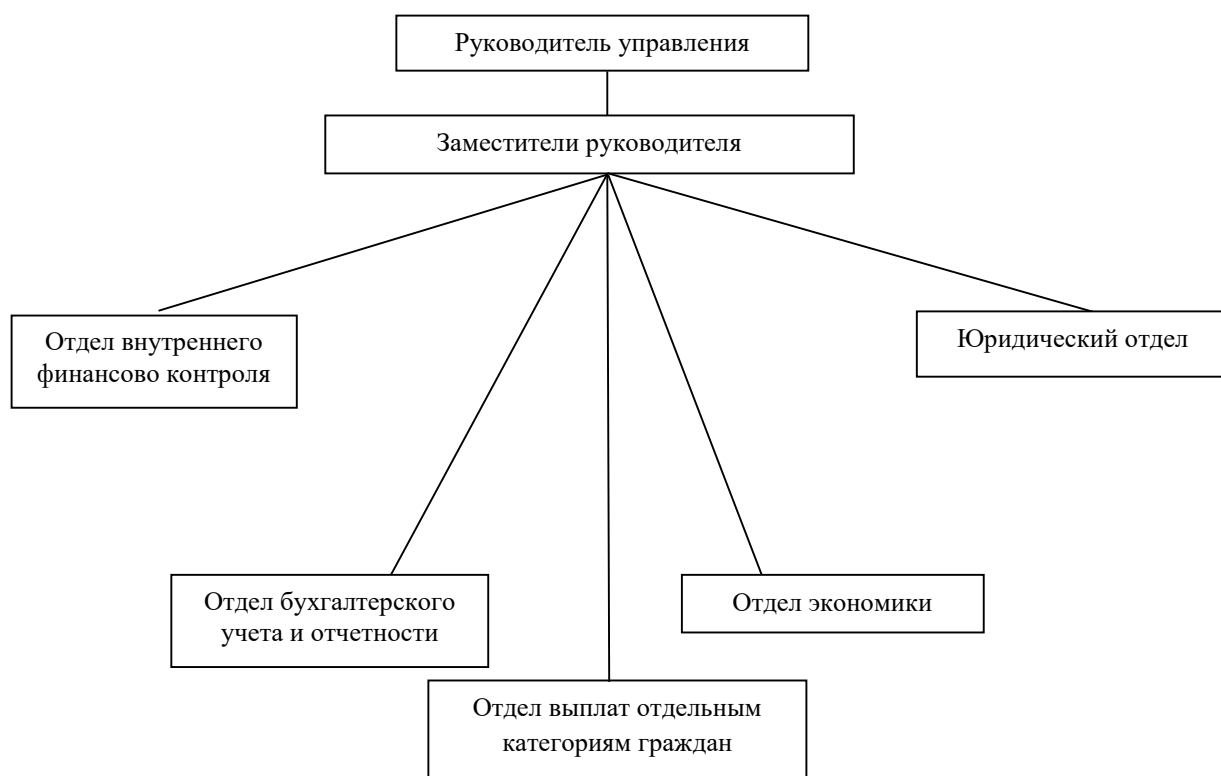 Руководитель управления
Заместители руководителя
Отдел внутреннего
финансово контроля
Юридический отдел
Отдел бухгалтерского
учета и отчетности
Отдел экономики
Отдел выплат отдельным
категориям граждан